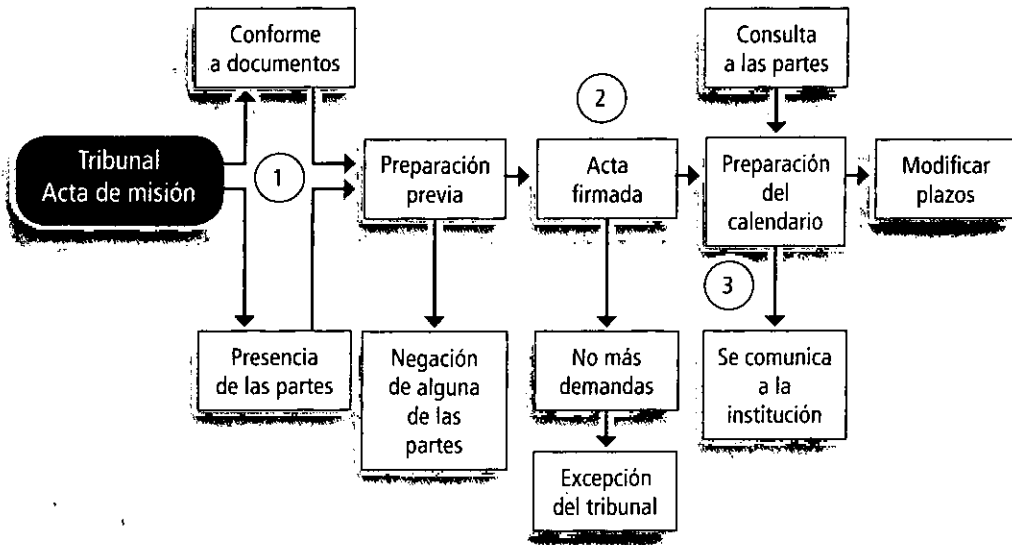 Conforme
a documentos
Consulta
a las partes
2
Tribunal
Acta de misión
1
Preparación
previa
Acta
firmada
Preparación
del
calendario
Modificar
plazos
3
Presencia
de las partes
Negación
de alguna
de las
partes
No más
demandas
Se comunica
a la
institución
Excepción
del tribunal